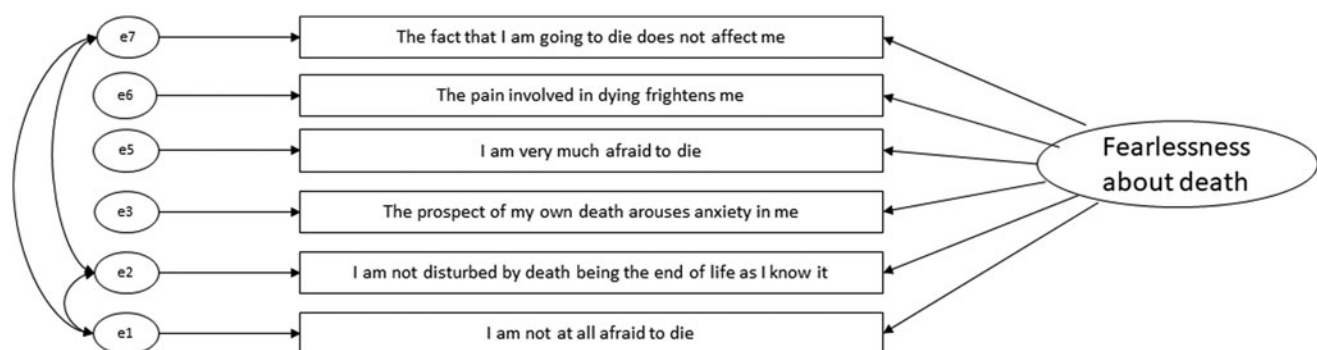 e7 The fact that I am going to die does not affect me
e6 The pain involved in dying frightens me
e5 I am very much afraid to die
Fearlessness
about death
e3 The prospect of my own death arouses anxiety in me
e2 I am not disturbed by death being the end of life as I know it
e1 I am not at all afraid to die